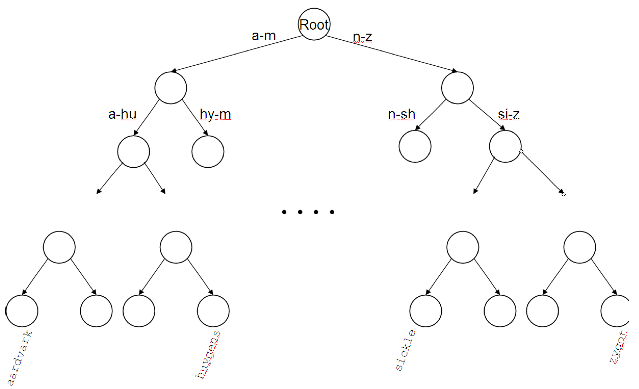 Root
a-m
n-z
a-hu
hy-m
n-sh
si-z
aardvark
huygens
sickle
zygot